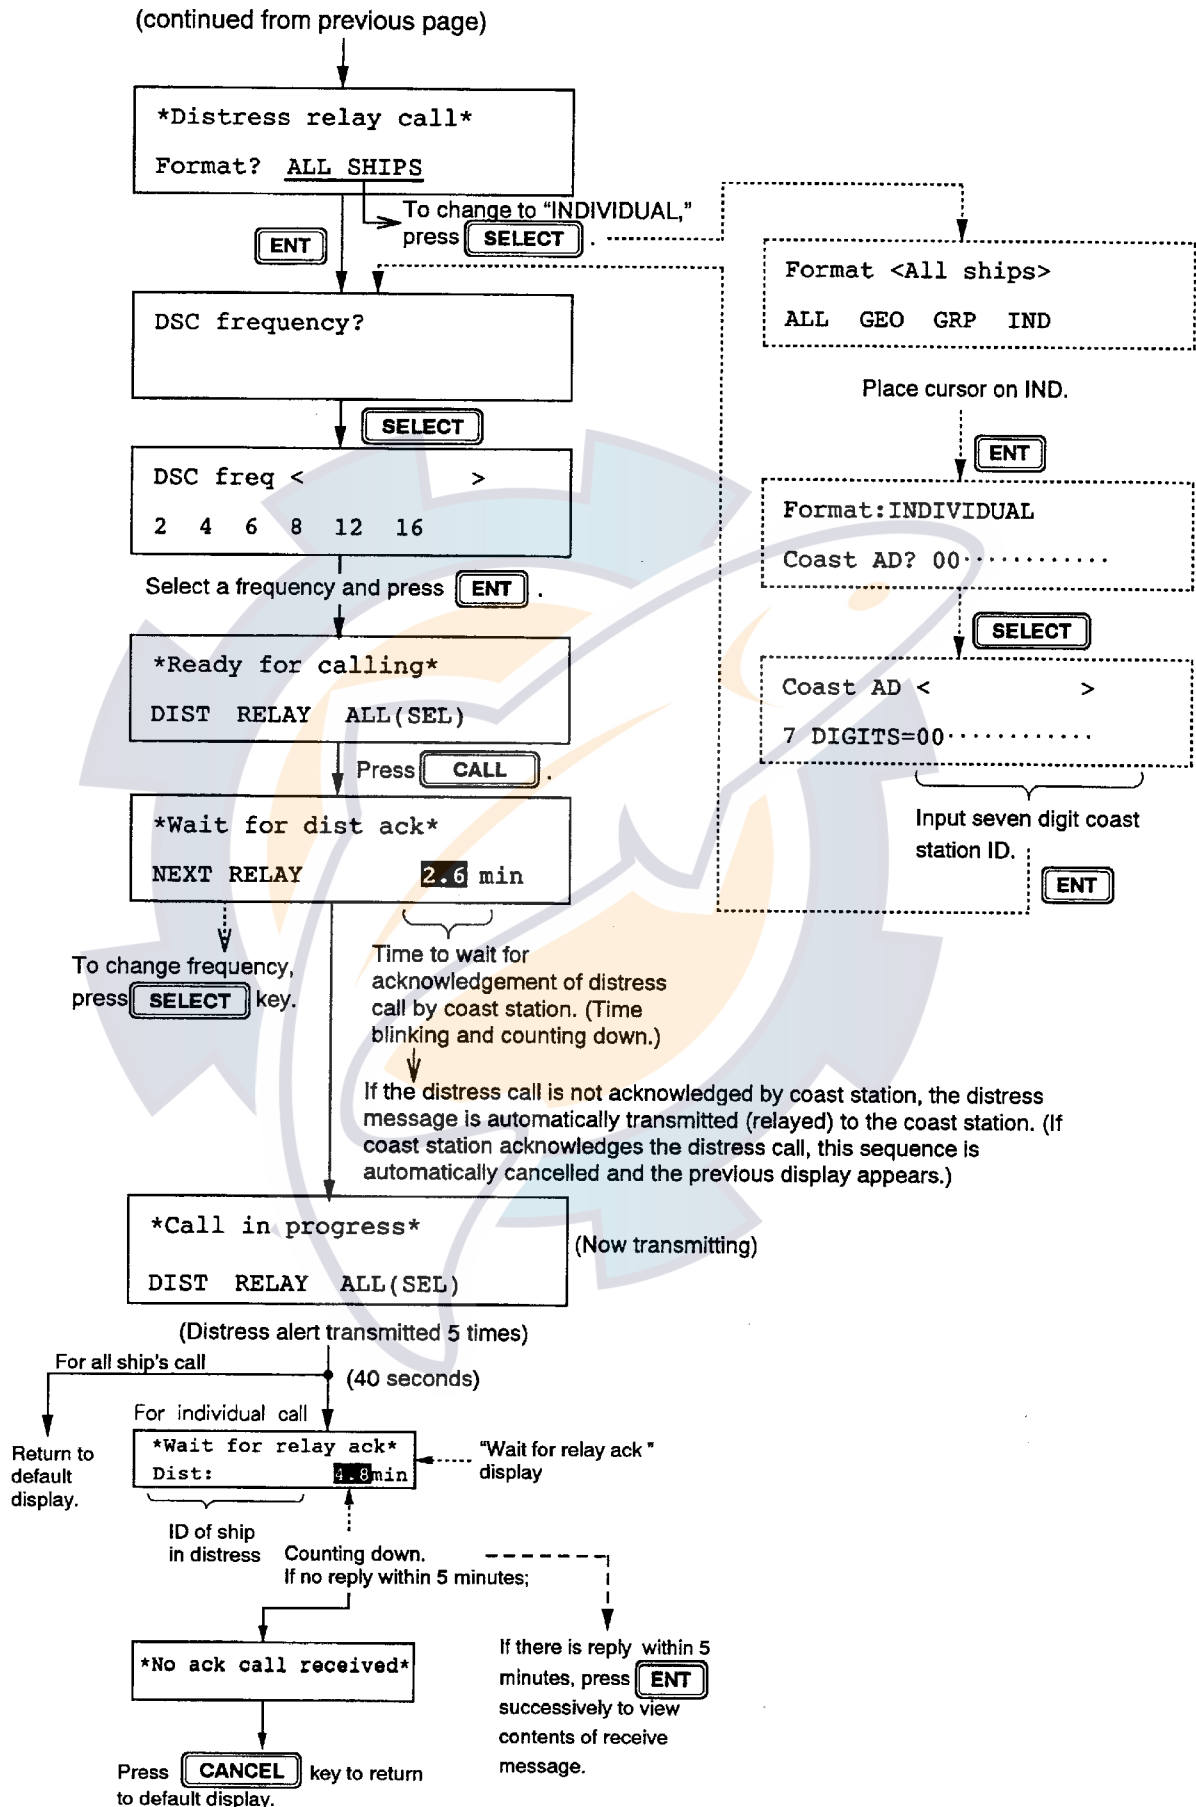 (continued from previous page)
*Distress relay call*
Format? ALL SHIPS
To change to “INDIVIDUAL,”
press SELECT .
ENT
Format <All ships>
ALL GEO GRP IND
Place cursor on IND.
ENT
Format:INDIVIDUAL
Coast AD? 00············
SELECT
Coast AD < >
7 DIGITS=00············
Input seven digit coast
station ID.
ENT
DSC frequency?
SELECT
DSC freq < >
2 4 6 8 12 16
Select a frequency and press ENT .
*Ready for calling*
DIST RELAY ALL(SEL)
Press CALL .
*Wait for dist ack*
NEXT RELAY 2.6 min
To change frequency,
press SELECT key.
Time to wait for
acknowledgement of distress
call by coast station. (Time
blinking and counting down.)
If the distress call is not acknowledged by coast station, the distress
message is automatically transmitted (relayed) to the coast station. (If
coast station acknowledges the distress call, this sequence is
automatically cancelled and the previous display appears.)
*Call in progress*
DIST RELAY ALL(SEL)
(Now transmitting)
(Distress alert transmitted 5 times)
For all ship's call
(40 seconds)
Return to
default
display.
For individual call
*Wait for relay ack*
Dist: 4.8min
“Wait for relay ack ”
display
ID of ship
in distress
Counting down.
If no reply within 5 minutes;
*No ack call received*
Press CANCEL key to return
to default display.
If there is reply within 5
minutes, press ENT
successively to view
contents of receive
message.